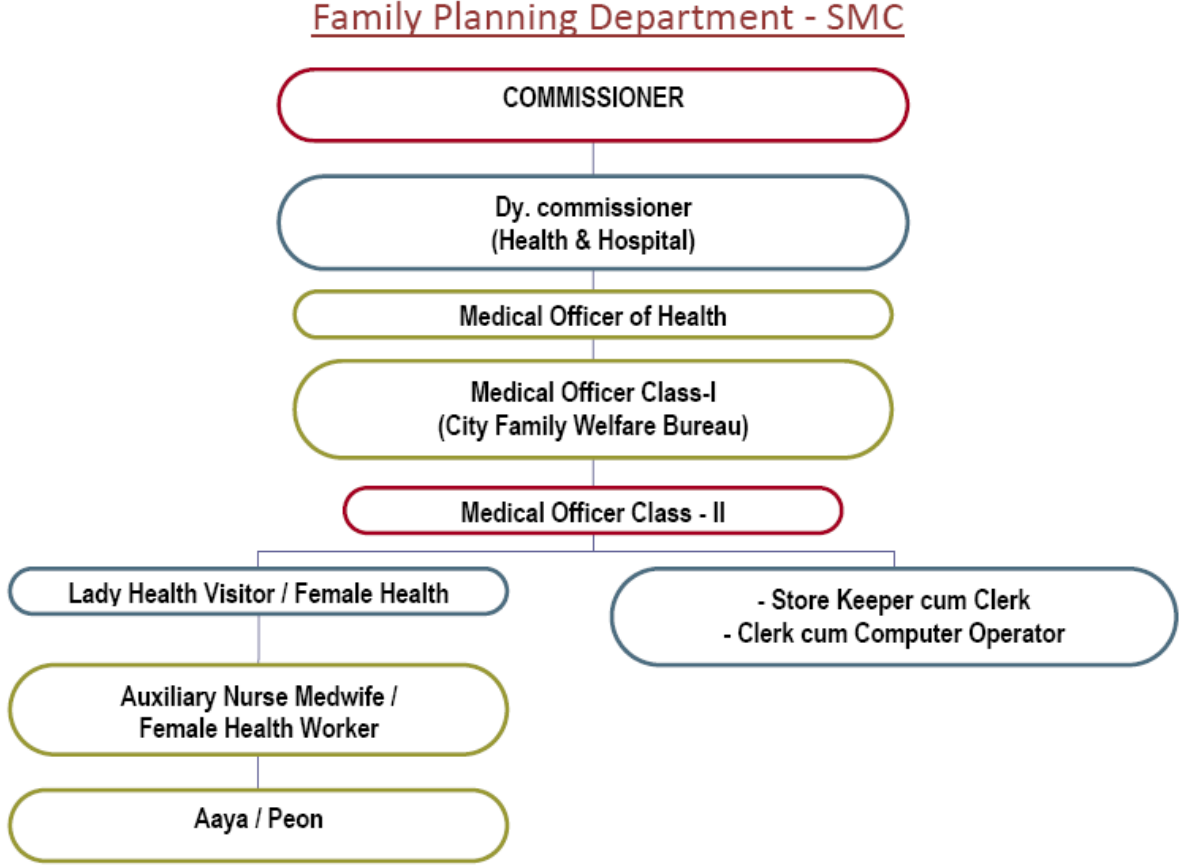 Family Planning Department - SMC
COMMISSIONER
Dy. commissioner
(Health & Hospital)
Medical Officer of Health
Medical Officer Class-I
(City Family Welfare Bureau)
Medical Officer Class - II
Lady Health Visitor / Female Health
- Store Keeper cum Clerk
- Clerk cum Computer Operator
Auxiliary Nurse Medwife /
Female Health Worker
Aaya / Peon